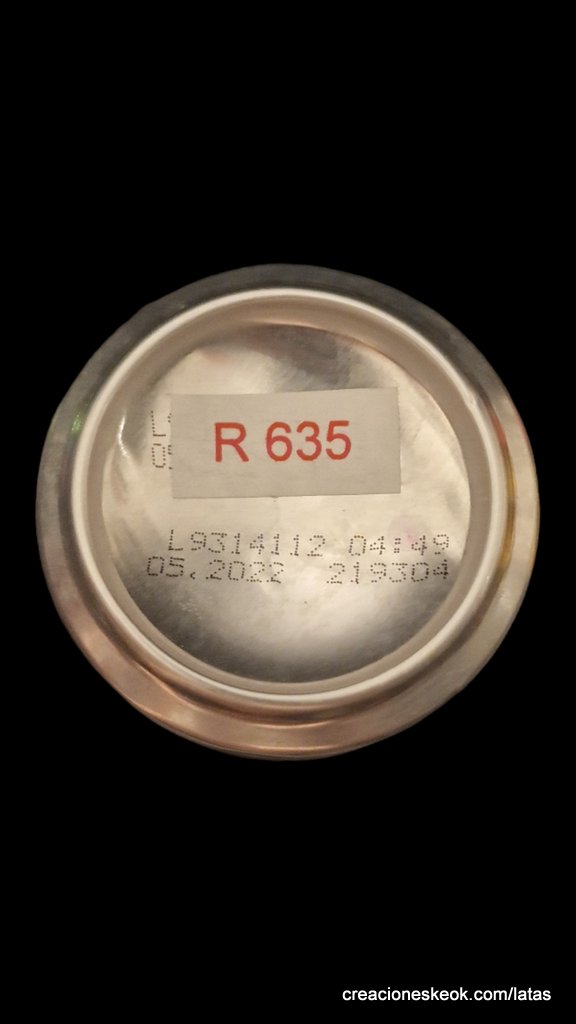 R 635
L9314112 04:49
05.2022 219304
creacioneskeok.com/latas